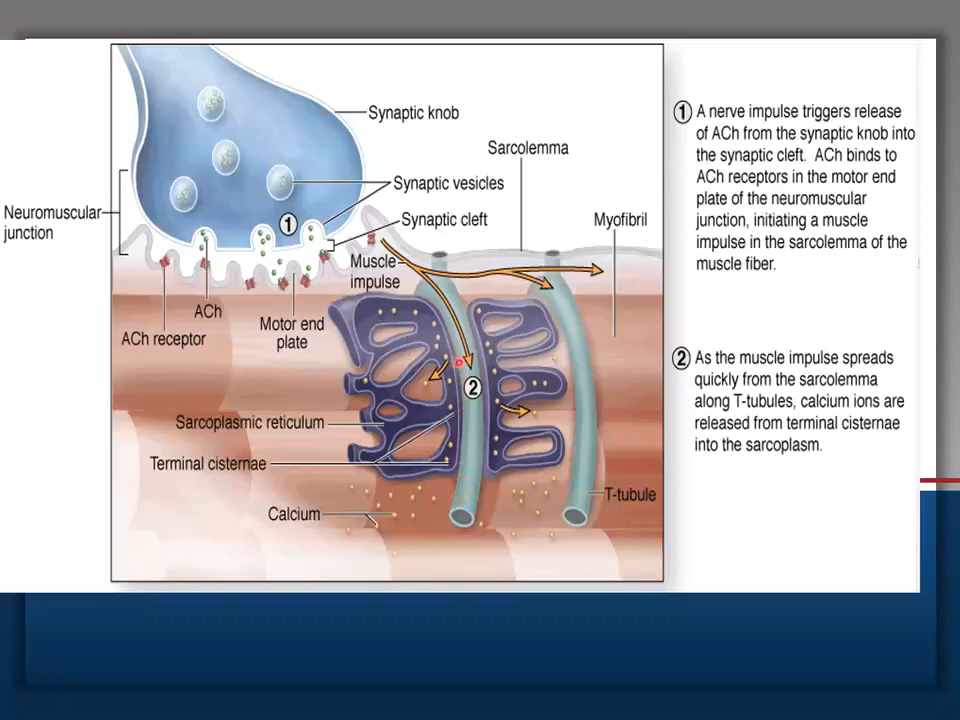 Synaptic knob
Sarcolemma
Synaptic vesicles
Neuromuscular
junction
Synaptic cleft
Myofibril
1
Muscle
impulse
ACh
ACh receptor
Motor end
plate
2
Sarcoplasmic reticulum
Terminal cisternae
T-tubule
Calcium
1 A nerve impulse triggers release
of ACh from the synaptic knob into
the synaptic cleft. ACh binds to
ACh receptors in the motor end
plate of the neuromuscular
junction, initiating a muscle
impulse in the sarcolemma of the
muscle fiber.
2 As the muscle impulse spreads
quickly from the sarcolemma
along T-tubules, calcium ions are
released from terminal cisternae
into the sarcoplasm.